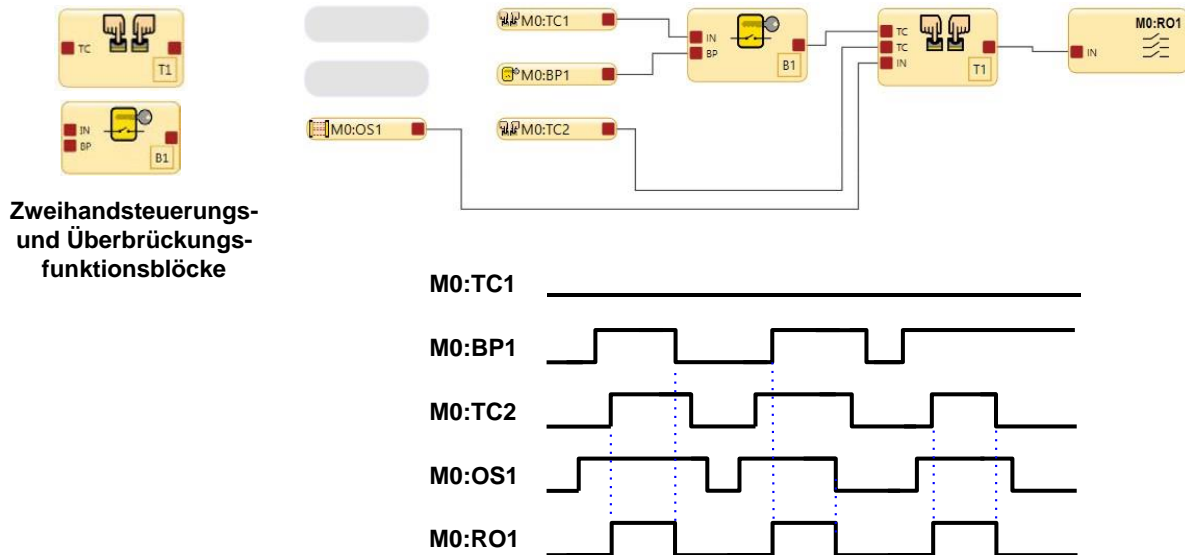 TC
T1
IN
BP
B1
Zweihandsteuerungs-
und Überbrückungs-
funktionsblöcke
M0:OS1
M0:TC1
M0:BP1
M0:TC2
IN
BP
B1
TC
TC
IN
T1
M0:RO1
IN
M0:TC1
M0:BP1
M0:TC2
M0:OS1
M0:RO1